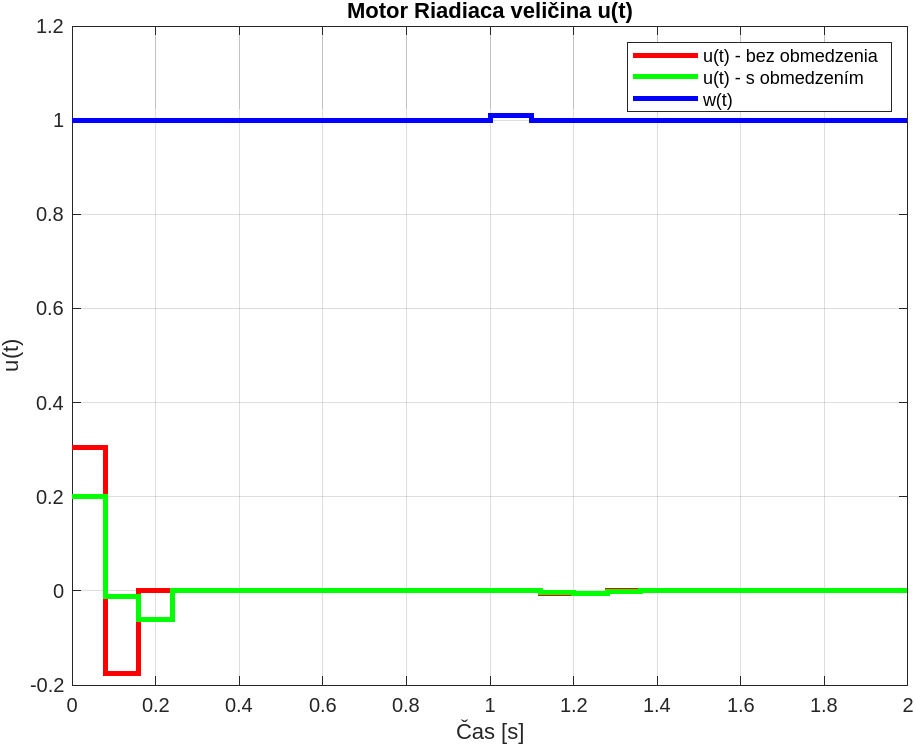 Motor Riadiaca veličina u(t)
u(t) - bez obmedzenia
u(t) - s obmedzením
w(t)
1.2
1
0.8
0.6
0.4
0.2
0
-0.2
u(t)
0 0.2 0.4 0.6 0.8 1 1.2 1.4 1.6 1.8 2
Čas [s]